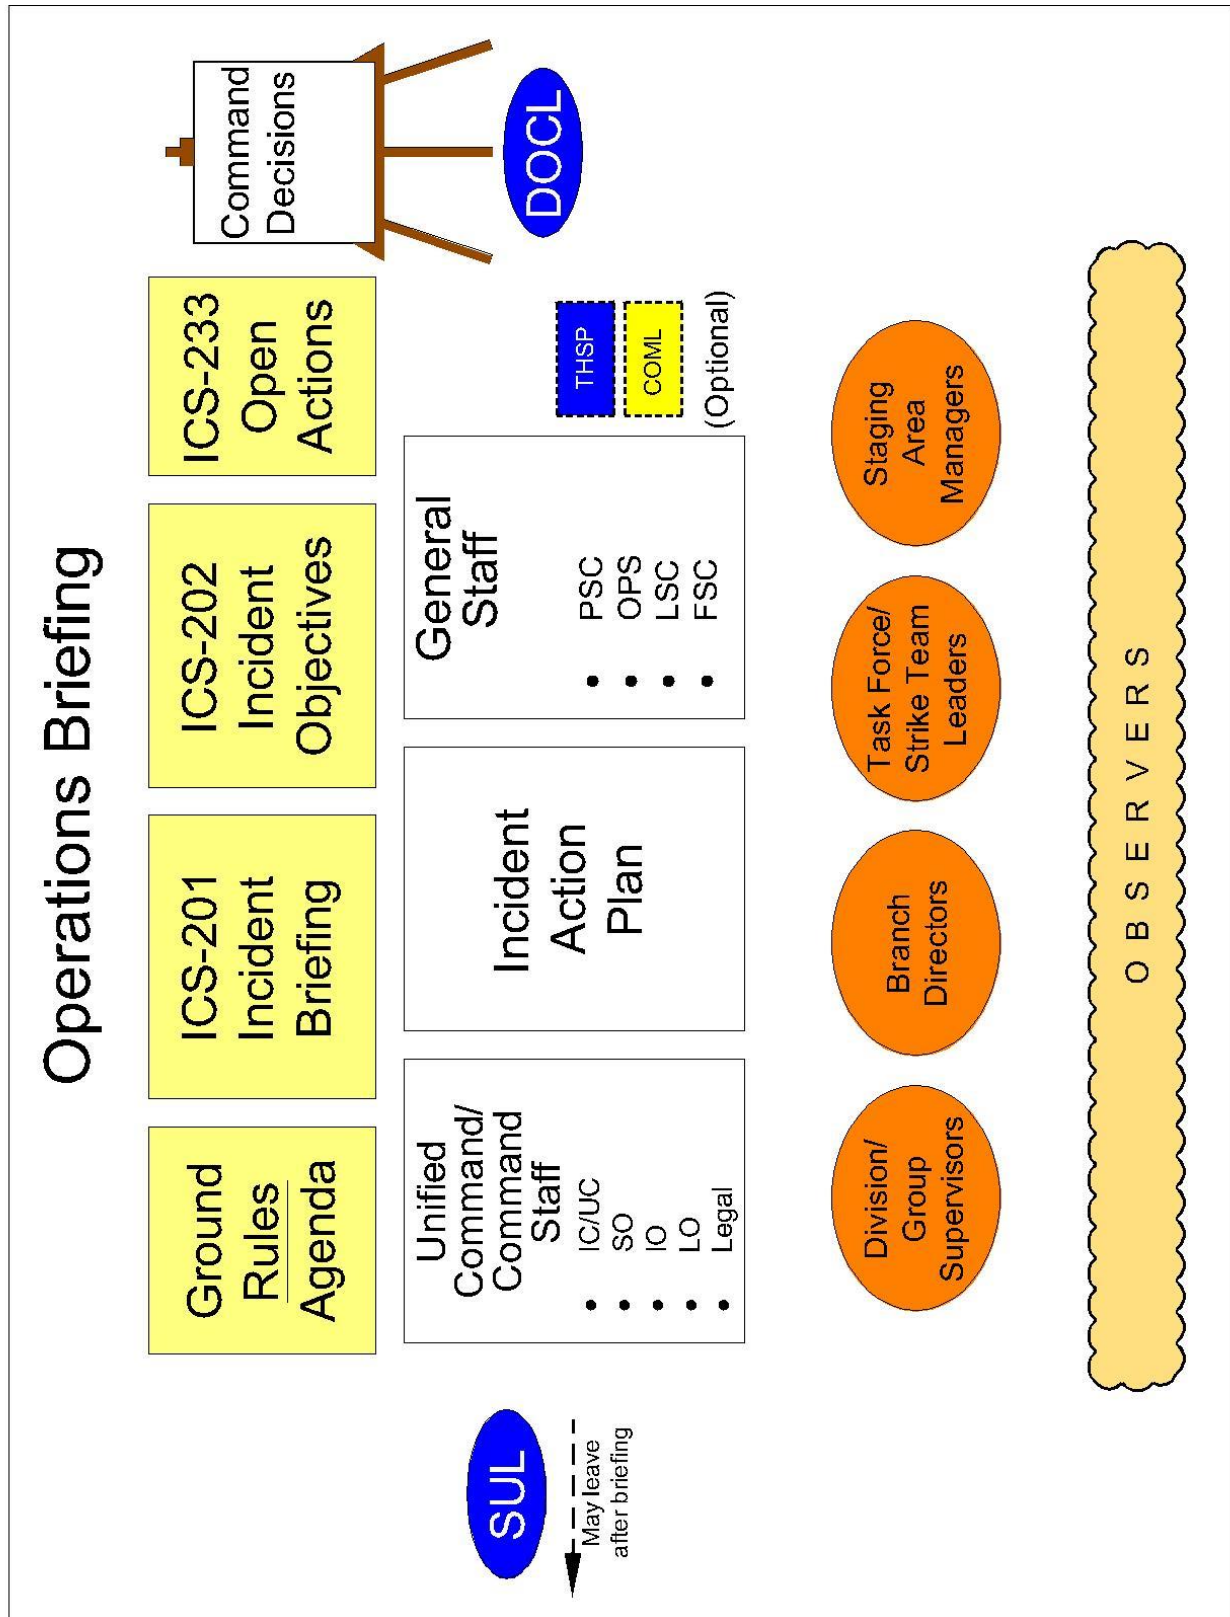 Operations Briefing
Ground
Rules
Agenda
ICS-201
Incident
Briefing
ICS-202
Incident
Objectives
ICS-233
Open
Actions
Command
Decisions
DOCL
SUL
May leave
after briefing
Unified
Command/
Command
Staff
• IC/UC
• SO
• IO
• LO
• Legal
Incident
Action
Plan
General
Staff
• PSC
• OPS
• LSC
• FSC
THSP
COML
(Optional)
Division/
Group
Supervisors
Branch
Directors
Task Force/
Strike Team
Leaders
Staging
Area
Managers
OBSERVERS